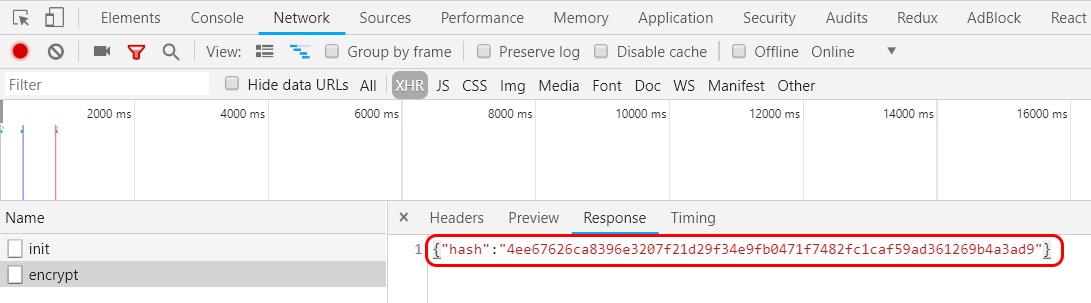 Elements Console Network Sources Performance Memory Application Security Audits Redux AdBlock React
View: Group by frame Preserve log Disable cache Offline Online
Filter Hide data URLs All XHR JS CSS Img Media Font Doc WS Manifest Other
2000 ms 4000 ms 6000 ms 8000 ms 10000 ms 12000 ms 14000 ms 16000 ms
Name Headers Preview Response Timing
init 1 {"hash":"4ee67626ca8396e3207f21d29f34e9fb0471f7482fc1caf59ad361269b4a3ad9"}
encrypt